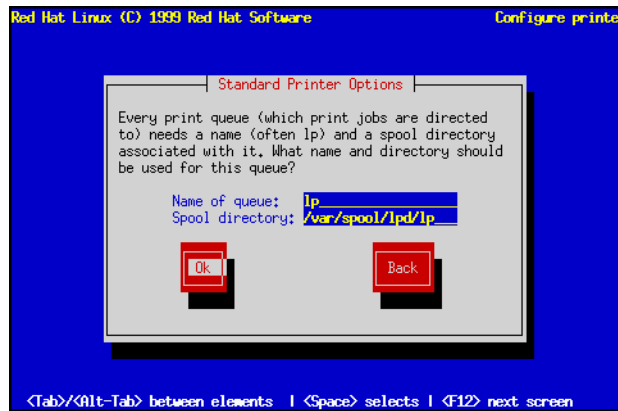 Red Hat Linux (C) 1999 Red Hat Software Configure printe
Standard Printer Options
Every print queue (which print jobs are directed
to) needs a name (often lp) and a spool directory
associated with it. What name and directory should
be used for this queue?
Name of queue: lp
Spool directory: /var/spool/lpd/lp
Ok Back
<Tab>/<Alt-Tab> between elements | <Space> selects | <F12> next screen